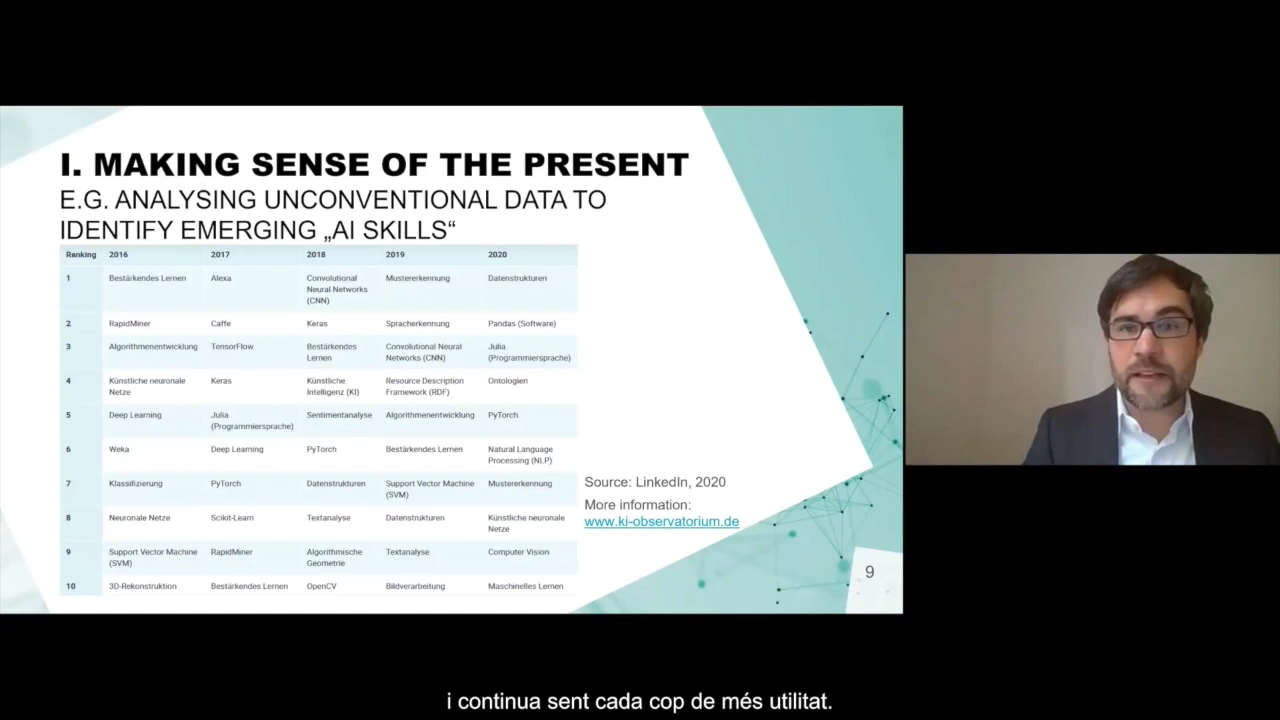 I. MAKING SENSE OF THE PRESENT
E.G. ANALYSING UNCONVENTIONAL DATA TO
IDENTIFY EMERGING „AI SKILLS“
Ranking 2016 2017 2018 2019 2020
1 Bestärkendes Lernen Alexa Convolutional Neural Networks (CNN) Mustererkennung Datenstrukturen
2 RapidMiner Caffe Keras Spracherkennung Pandas (Software)
3 Algorithmenentwicklung TensorFlow Bestärkendes Lernen Convolutional Neural Networks (CNN) Julia (Programmiersprache)
4 Künstliche neuronale Netze Keras Künstliche Intelligenz (KI) Resource Description Framework (RDF) Ontologien
5 Deep Learning Julia (Programmiersprache) Sentimentanalyse Algorithmenentwicklung PyTorch
6 Weka Deep Learning PyTorch Bestärkendes Lernen Natural Language Processing (NLP)
7 Klassifizierung PyTorch Datenstrukturen Support Vector Machine (SVM) Mustererkennung
8 Neuronale Netze Scikit-Learn Textanalyse Datenstrukturen Künstliche neuronale Netze
9 Support Vector Machine (SVM) RapidMiner Algorithmische Geometrie Textanalyse Computer Vision
10 3D-Rekonstruktion Bestärkendes Lernen OpenCV Bildverarbeitung Maschinelles Lernen
Source: LinkedIn, 2020
More information:
www.ki-observatorium.de
9
i continua sent cada cop de més utilitat.